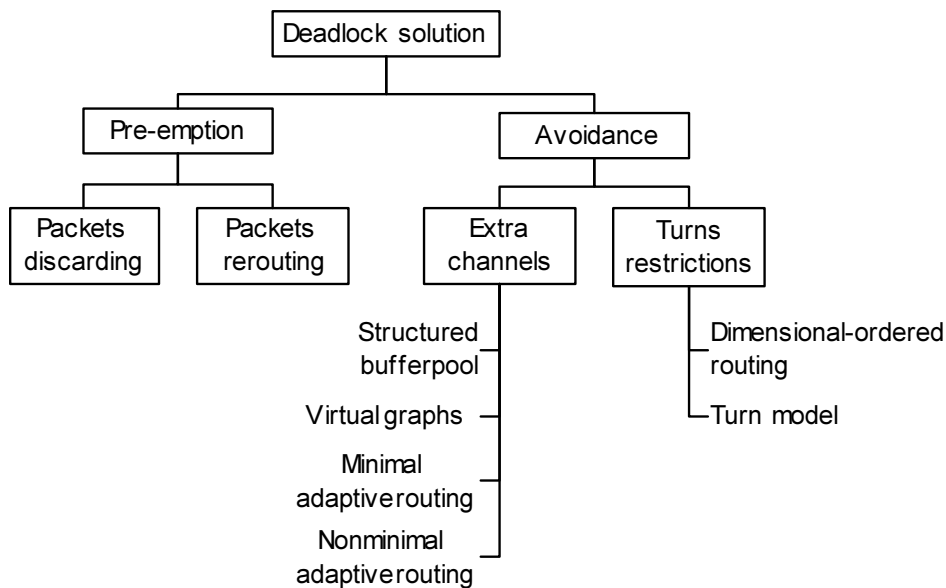 Deadlock solution
Pre-emption
Avoidance
Packets
discarding
Packets
rerouting
Extra
channels
Turns
restrictions
Structured
bufferpool
Virtual graphs
Minimal
adaptive routing
Nonminimal
adaptive routing
Dimensional-ordered
routing
Turn model